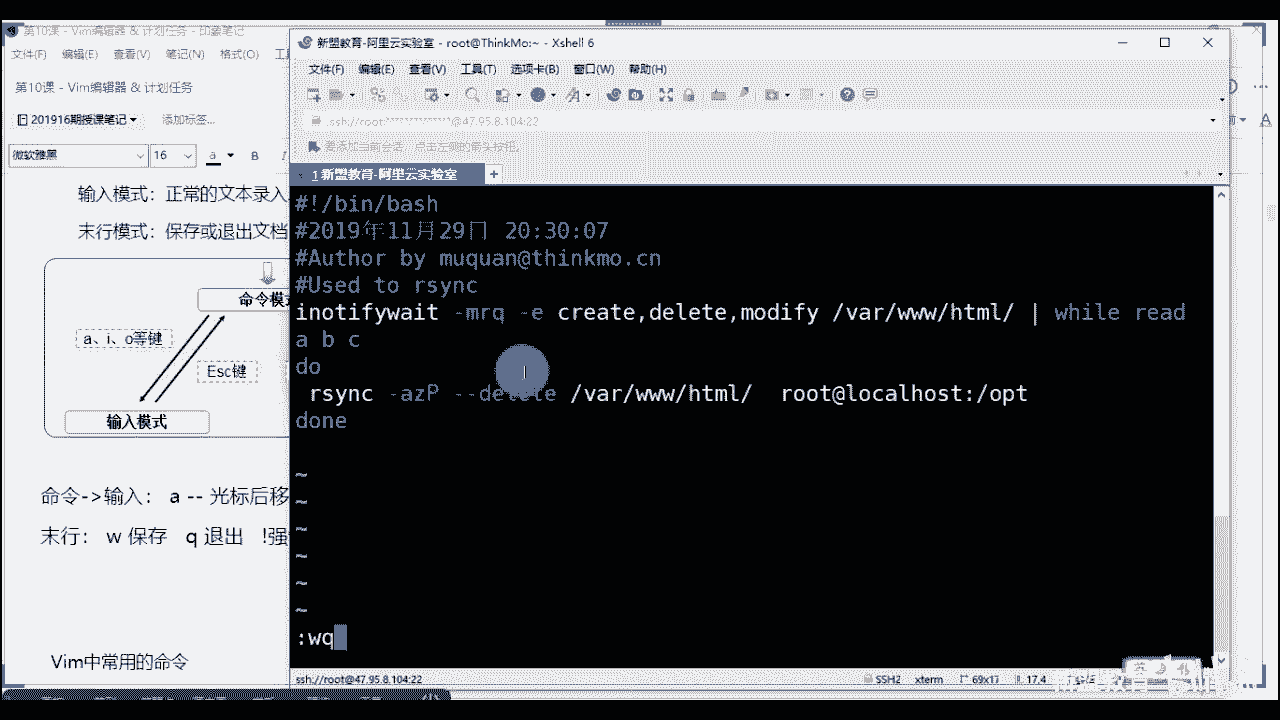 第10课 - Vim编辑器 & 计划任务 - 印象笔记
文件(F) 编辑(E) 查看(V) 笔记(N) 格式(O)
第10课 - Vim编辑器 & 计划任务
201916期授课笔记 添加标签...
微软雅黑 16 a B I
输入模式：正常的文本录入
末行模式：保存或退出文档
命令模
a、i、o等键
Esc键
输入模式
命令->输入： a -- 光标后移
末行： w 保存 q 退出 !强
Vim中常用的命令
新盟教育-阿里云实验室 - root@ThinkMo:~ - Xshell 6
文件(F) 编辑(E) 查看(V) 工具(T) 选项卡(B) 窗口(W) 帮助(H)
ssh://root:**************@47.95.8.104:22
要添加当前会话，点击左侧的箭头按钮。
1 新盟教育-阿里云实验室 +
#!/bin/bash
#2019年11月29日 20:30:07
#Author by muquan@thinkmo.cn
#Used to rsync
inotifywait -mrq -e create,delete,modify /var/www/html/ | while read
a b c
do
rsync -azP --delete /var/www/html/ root@localhost:/opt
done
~
~
~
~
~
~
:wq
ssh://root@47.95.8.104:22 SSH2 xterm 69x17 17,4
英